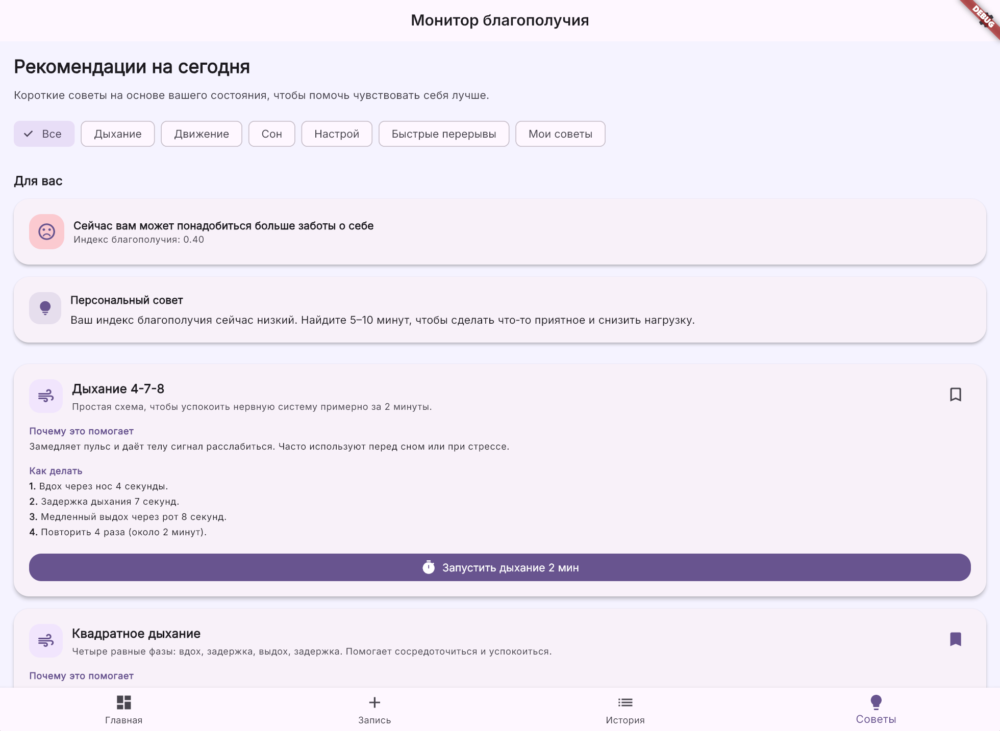 Монитор благополучия
DEBUG
Рекомендации на сегодня
Короткие советы на основе вашего состояния, чтобы помочь чувствовать себя лучше.
Все
Дыхание
Движение
Сон
Настрой
Быстрые перерывы
Мои советы
Для вас
Сейчас вам может понадобиться больше заботы о себе
Индекс благополучия: 0.40
Персональный совет
Ваш индекс благополучия сейчас низкий. Найдите 5–10 минут, чтобы сделать что-то приятное и снизить нагрузку.
Дыхание 4-7-8
Простая схема, чтобы успокоить нервную систему примерно за 2 минуты.
Почему это помогает
Замедляет пульс и даёт телу сигнал расслабиться. Часто используют перед сном или при стрессе.
Как делать
1. Вдох через нос 4 секунды.
2. Задержка дыхания 7 секунд.
3. Медленный выдох через рот 8 секунд.
4. Повторить 4 раза (около 2 минут).
Запустить дыхание 2 мин
Квадратное дыхание
Четыре равные фазы: вдох, задержка, выдох, задержка. Помогает сосредоточиться и успокоиться.
Почему это помогает
Главная
Запись
История
Советы